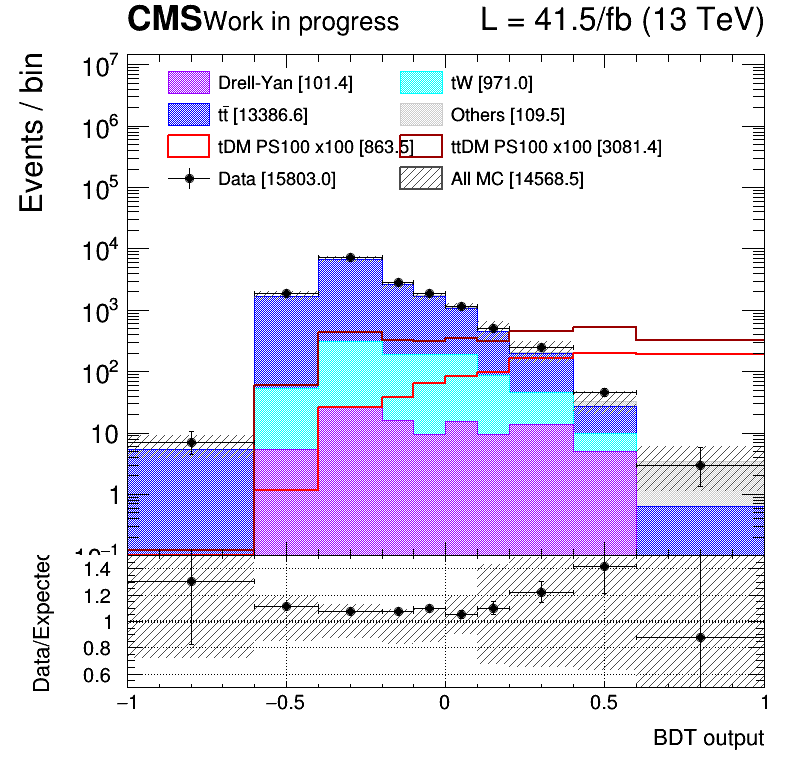 CMS Work in progress L = 41.5/fb (13 TeV)
Events / bin
Drell-Yan [101.4] tW [971.0]
tt̄ [13386.6] Others [109.5]
tDM PS100 x100 [863.5] ttDM PS100 x100 [3081.4]
Data [15803.0] All MC [14568.5]
10⁷
10⁶
10⁵
10⁴
10³
10²
10
1
10⁻¹
Data/Expected
1.4
1.2
1
0.8
0.6
−1 −0.5 0 0.5 1
BDT output